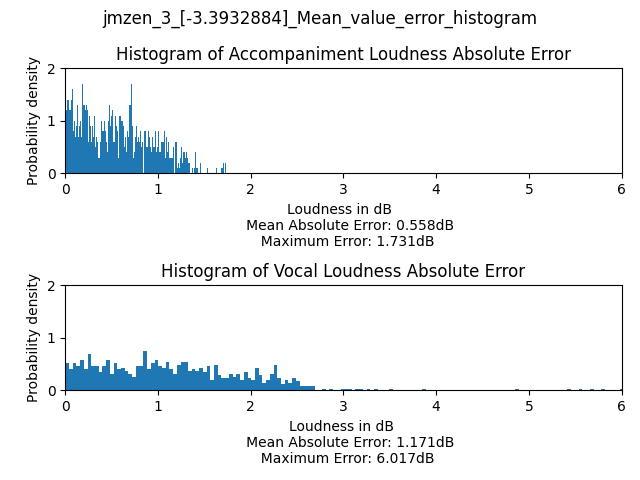 jmzen_3_[-3.3932884]_Mean_value_error_histogram
Histogram of Accompaniment Loudness Absolute Error
Probability density
2
1
0
0 1 2 3 4 5 6
Loudness in dB
Mean Absolute Error: 0.558dB
Maximum Error: 1.731dB
Histogram of Vocal Loudness Absolute Error
Probability density
2
1
0
0 1 2 3 4 5 6
Loudness in dB
Mean Absolute Error: 1.171dB
Maximum Error: 6.017dB